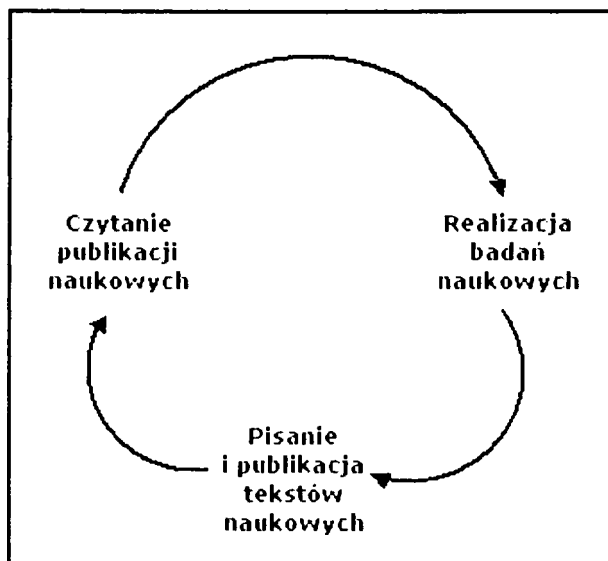 Czytanie
publikacji
naukowych
Realizacja
badań
naukowych
Pisanie
i publikacja
tekstów
naukowych